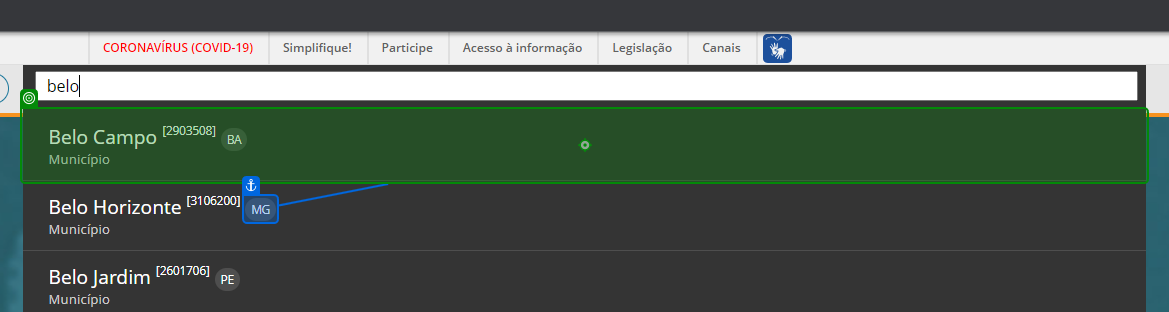 CORONAVÍRUS (COVID-19) Simplifique! Participe Acesso à informação Legislação Canais
belo
Belo Campo [2903508] BA
Município
Belo Horizonte [3106200] MG
Município
Belo Jardim [2601706] PE
Município